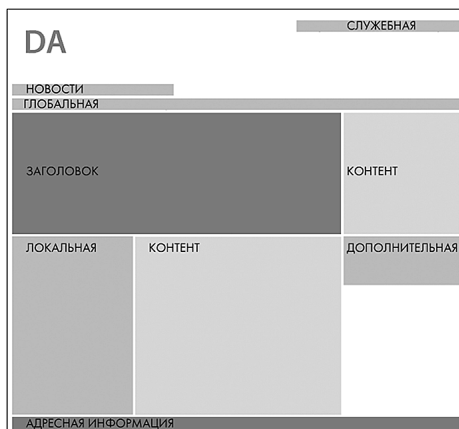 СЛУЖЕБНАЯ
DA
НОВОСТИ
ГЛОБАЛЬНАЯ
ЗАГОЛОВОК
КОНТЕНТ
ЛОКАЛЬНАЯ
КОНТЕНТ
ДОПОЛНИТЕЛЬНАЯ
АДРЕСНАЯ ИНФОРМАЦИЯ